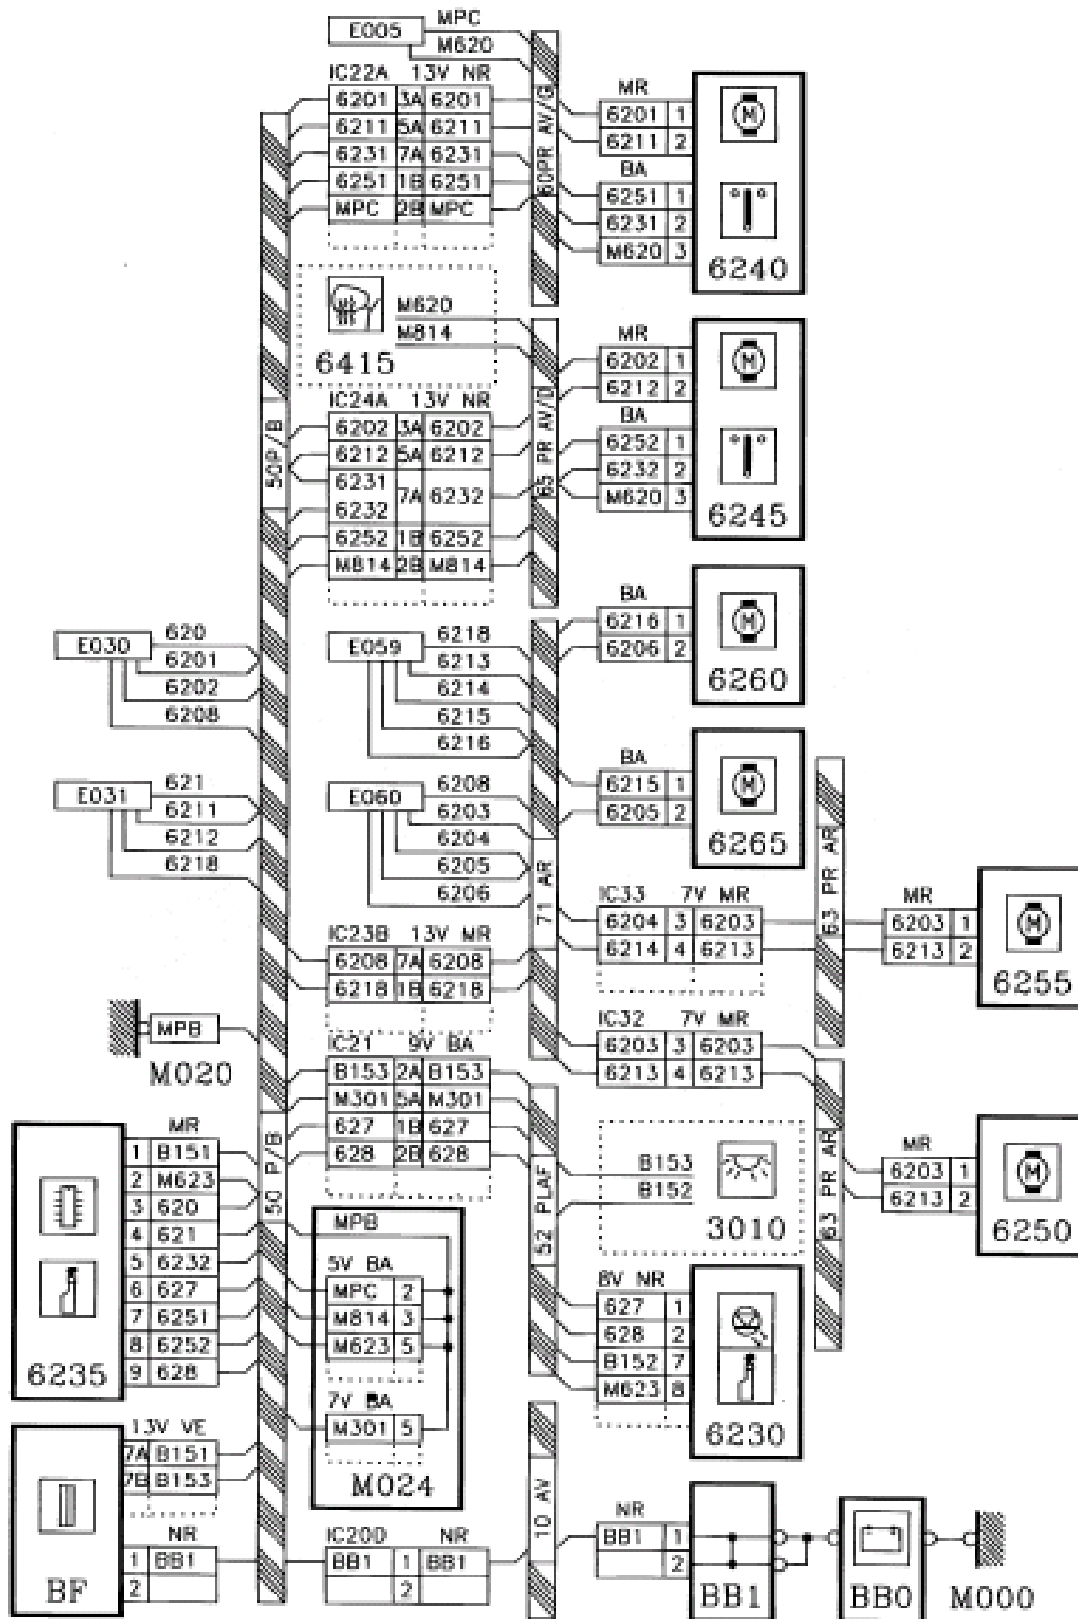 E005 MPC
M620
IC22A 13V NR
6201 3A 6201
6211 5A 6211
6231 7A 6231
6251 1B 6251
MPC 2B MPC
60PR AV/G
MR
6201 1
6211 2
BA
6251 1
6231 2
M620 3
6240
M620
M814
6415
IC24A 13V NR
6202 3A 6202
6212 5A 6212
6231
7A 6232
6232
6252 1B 6252
M814 2B M814
50P/B
65 PR AV/D
MR
6202 1
6212 2
BA
6252 1
6232 2
M620 3
6245
BA
6216 1
6206 2
6260
E030 620
6201
6202
6208
E059 6218
6213
6214
6215
6216
BA
6215 1
6205 2
6265
E031 621
6211
6212
6218
E060 6208
6203
6204
6205
6206
71 AR
63 PR AR
IC33 7V MR
6204 3 6203
6214 4 6213
MR
6203 1
6213 2
6255
IC23B 13V MR
6208 7A 6208
6218 1B 6218
MPB
M020
IC32 7V MR
6203 3 6203
6213 4 6213
IC21 9V BA
B153 2A B153
M301 5A M301
627 1B 627
628 2B 628
50 P/B
52 PLAF
B153
B152
3010
63 PR AR
MR
6203 1
6213 2
6250
MR
1 B151
2 M623
3 620
4 621
5 6232
6 627
7 6251
8 6252
9 628
6235
MPB
5V BA
MPC 2
M814 3
M623 5
7V BA
M301 5
M024
8V NR
627 1
628 2
B152 7
M623 8
6230
13V VE
7A B151
7B B153
NR
1 BB1
2
BF
IC20D NR
BB1 1 BB1
2
10 AV
NR
BB1 1
2
BB1
BB0
M000